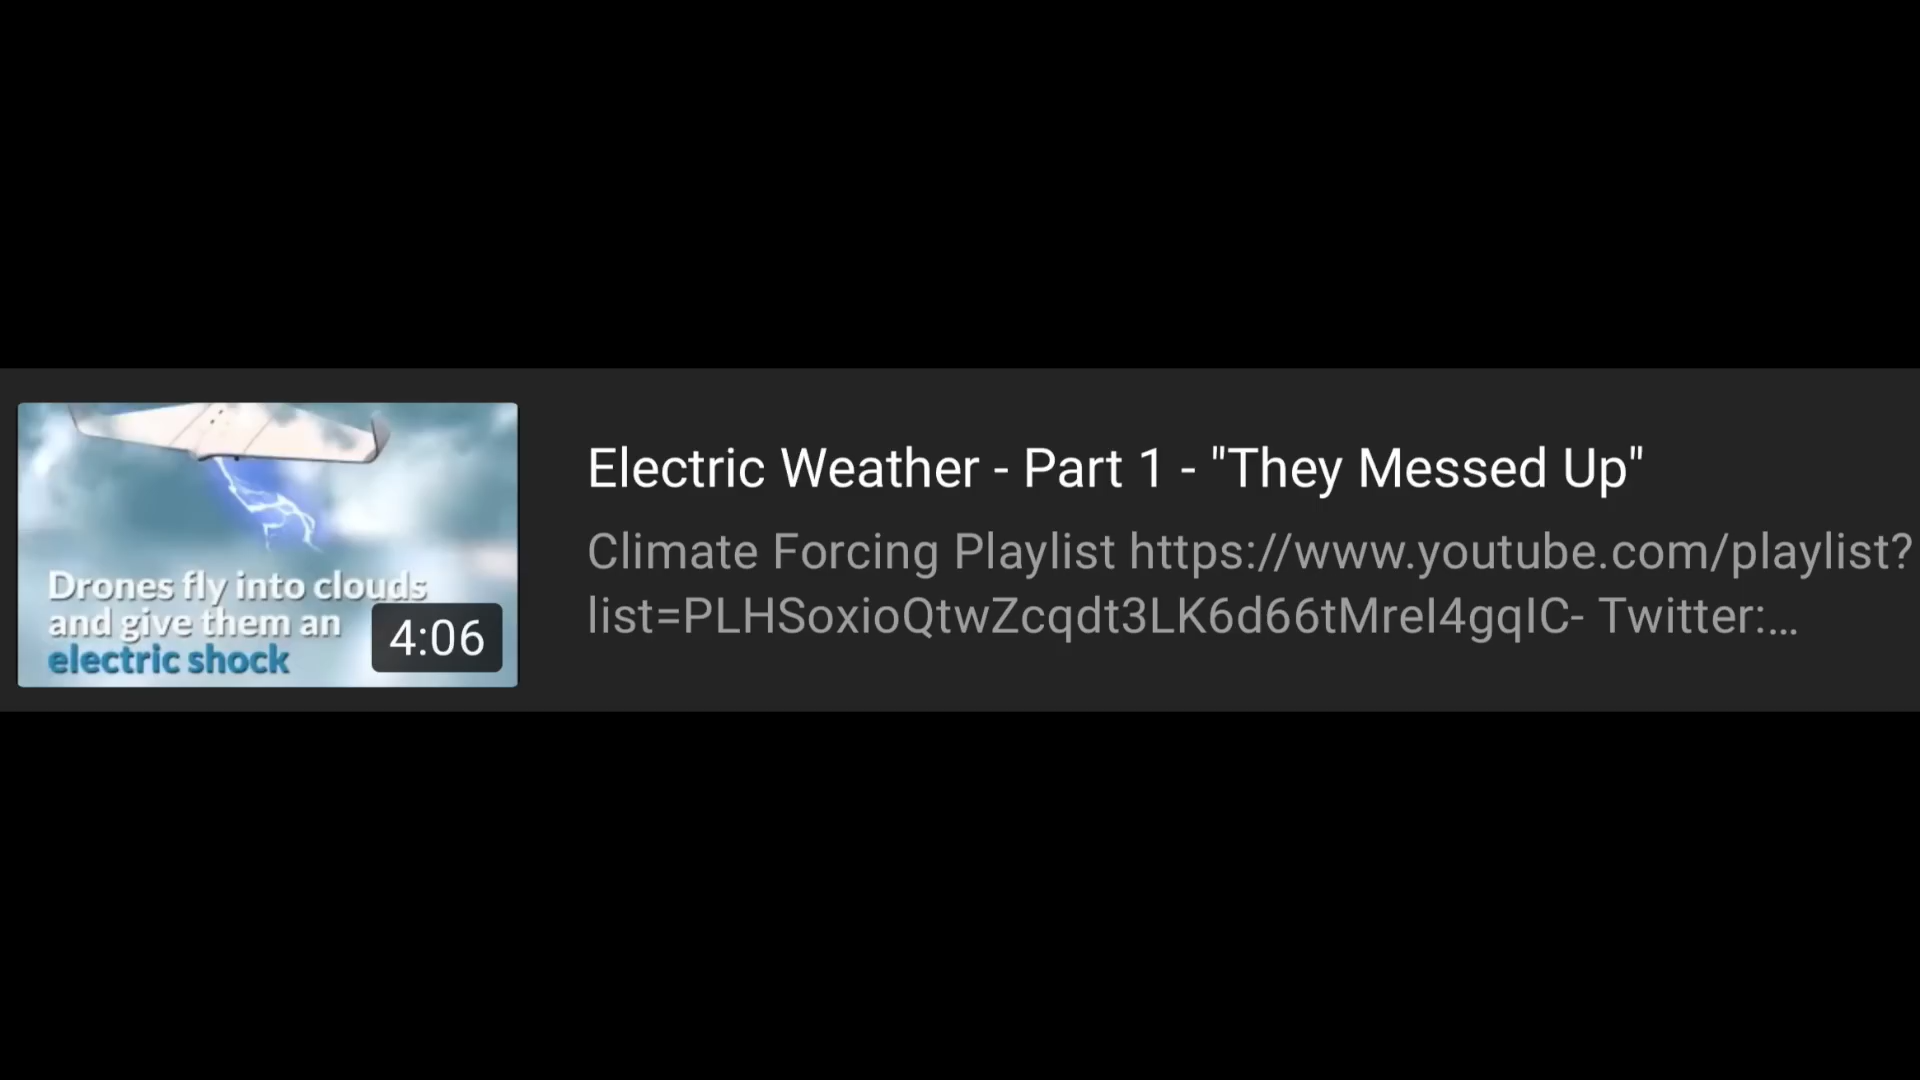 Drones fly into clouds
and give them an
electric shock
4:06
Electric Weather - Part 1 - "They Messed Up"
Climate Forcing Playlist https://www.youtube.com/playlist?
list=PLHSoxioQtwZcqdt3LK6d66tMreI4gqIC- Twitter:...